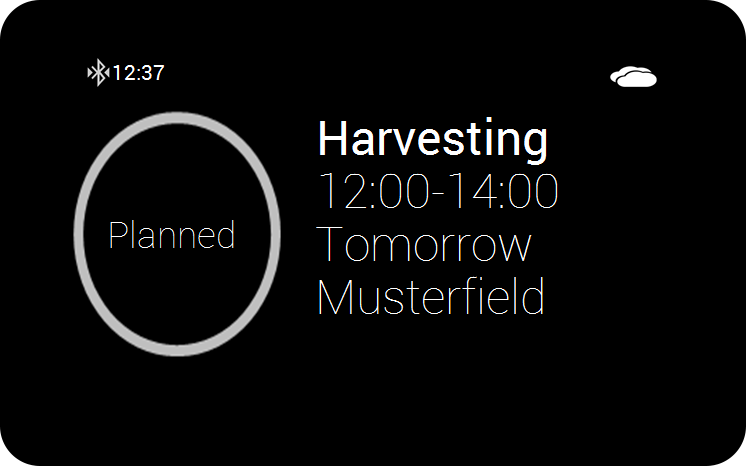 12:37
Harvesting
12:00-14:00
Tomorrow
Musterfield
Planned